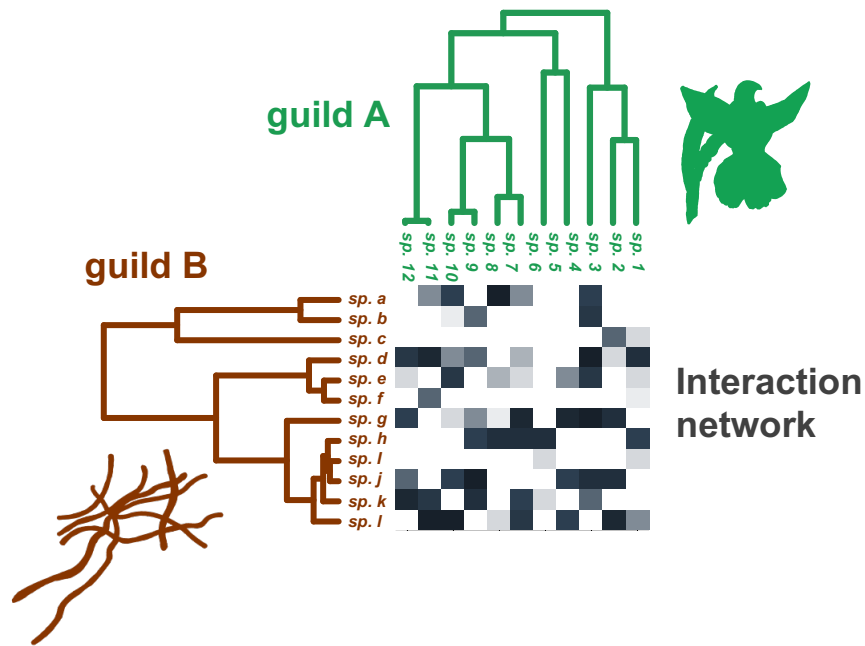 guild A
guild B
sp. 12
sp. 11
sp. 10
sp. 9
sp. 8
sp. 7
sp. 6
sp. 5
sp. 4
sp. 3
sp. 2
sp. 1
sp. a
sp. b
sp. c
sp. d
sp. e
sp. f
sp. g
sp. h
sp. I
sp. j
sp. k
sp. l
Interaction
network